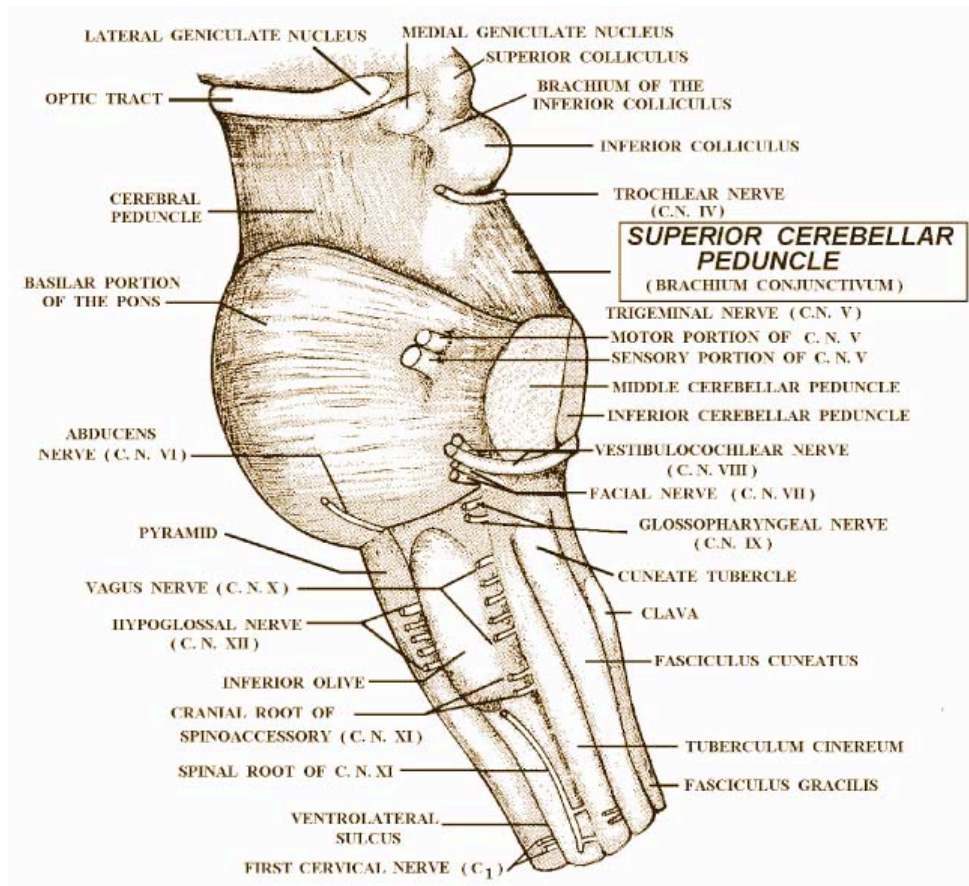 LATERAL GENICULATE NUCLEUS
MEDIAL GENICULATE NUCLEUS
SUPERIOR COLLICULUS
OPTIC TRACT
BRACHIUM OF THE
INFERIOR COLLICULUS
INFERIOR COLLICULUS
CEREBRAL
PEDUNCLE
TROCHLEAR NERVE
(C.N. IV)
SUPERIOR CEREBELLAR
PEDUNCLE
(BRACHIUM CONJUNCTIVUM)
BASILAR PORTION
OF THE PONS
TRIGEMINAL NERVE (C.N. V)
MOTOR PORTION OF C. N. V
SENSORY PORTION OF C. N. V
MIDDLE CEREBELLAR PEDUNCLE
INFERIOR CEREBELLAR PEDUNCLE
ABDUCENS
NERVE (C. N. VI)
VESTIBULOCOCHLEAR NERVE
(C. N. VIII)
FACIAL NERVE (C. N. VII)
PYRAMID
GLOSSOPHARYNGEAL NERVE
(C.N. IX)
VAGUS NERVE (C. N. X)
CUNEATE TUBERCLE
CLAVA
HYPOGLOSSAL NERVE
(C. N. XII)
FASCICULUS CUNEATUS
INFERIOR OLIVE
CRANIAL ROOT OF
SPINOACCESSORY (C. N. XI)
TUBERCULUM CINEREUM
SPINAL ROOT OF C. N. XI
FASCICULUS GRACILIS
VENTROLATERAL
SULCUS
FIRST CERVICAL NERVE (C1)